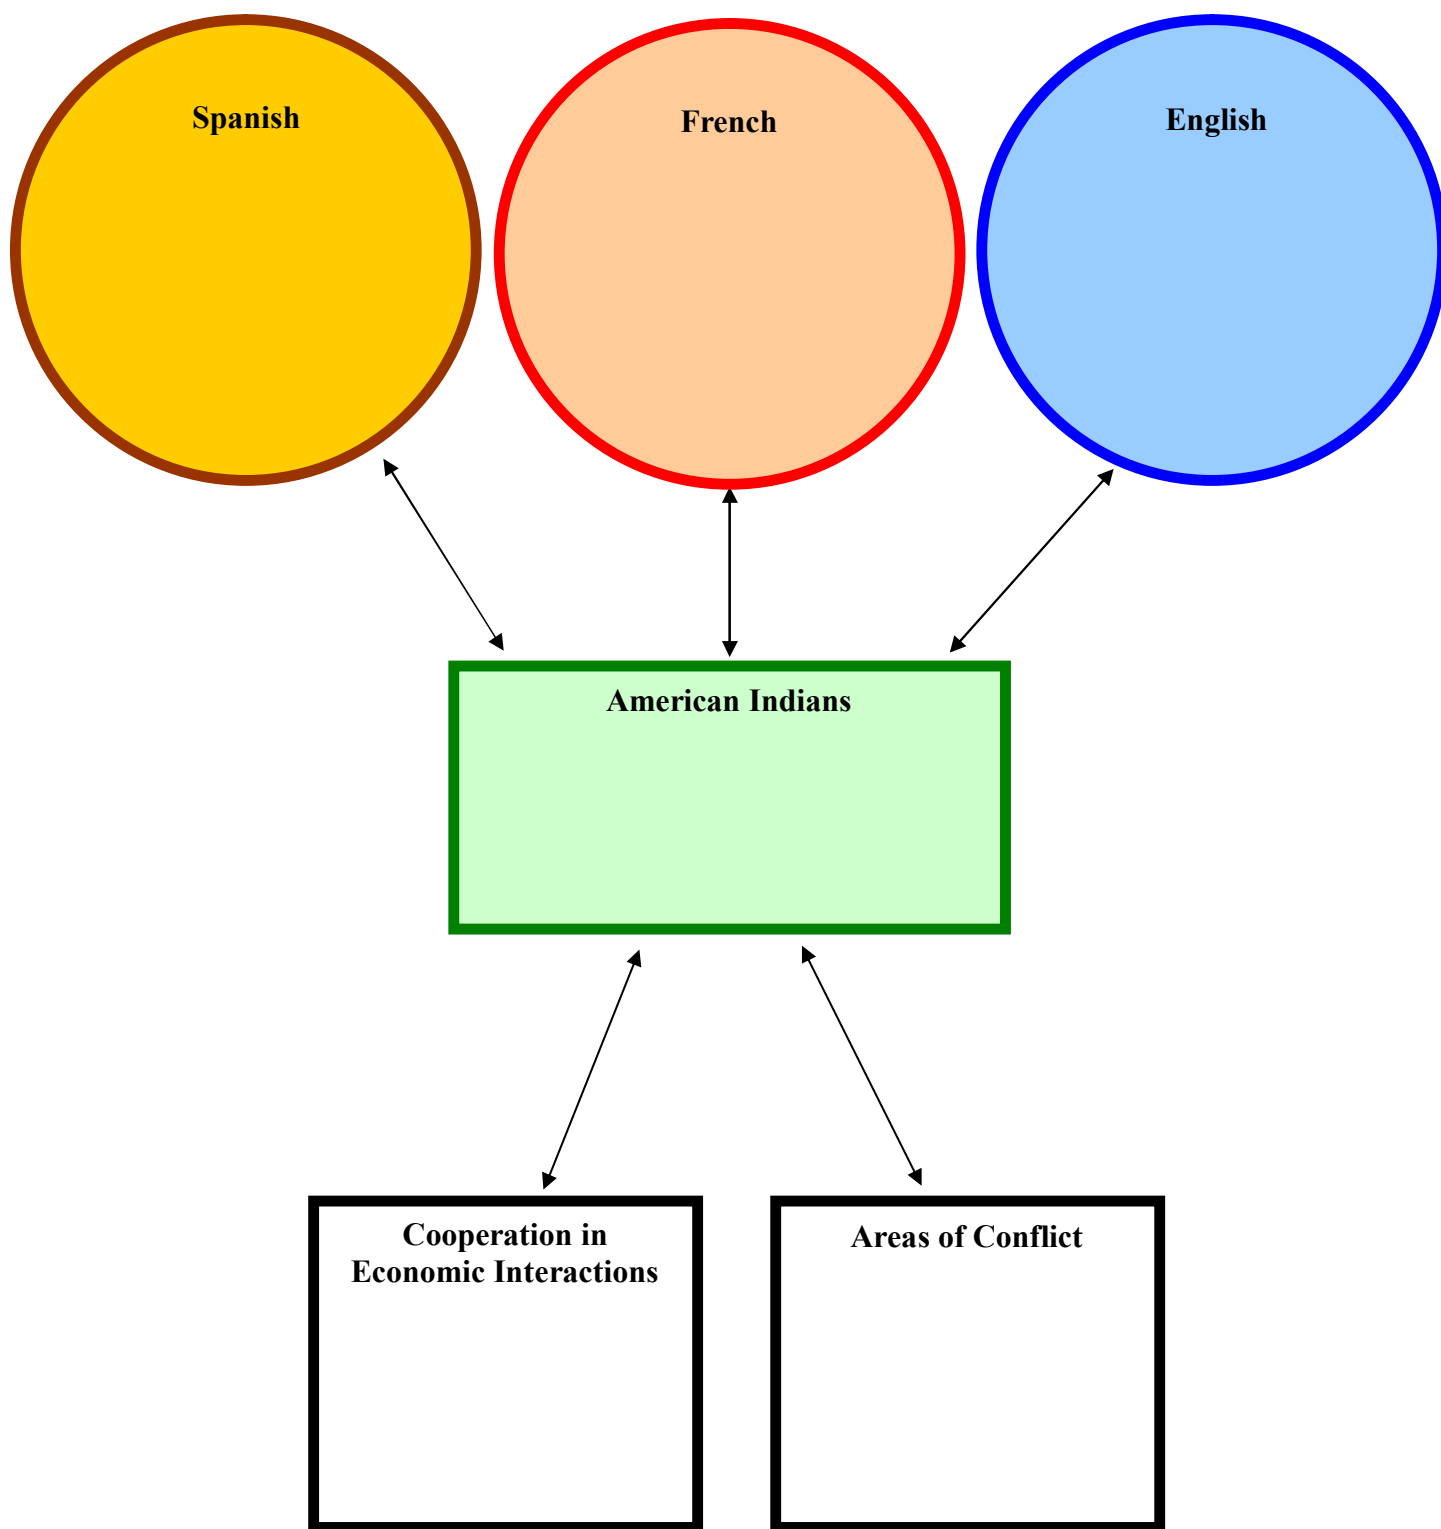 Spanish
French
English
American Indians
Cooperation in
Economic Interactions
Areas of Conflict